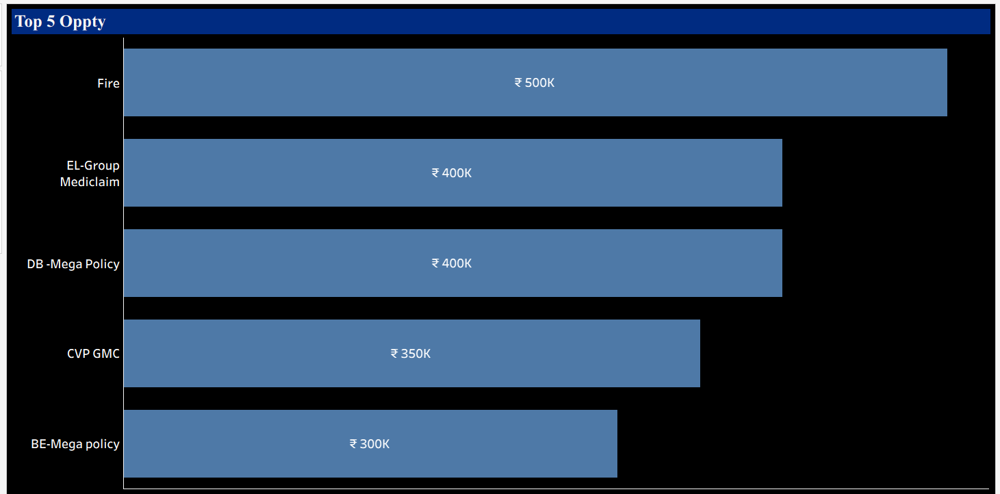 Top 5 Oppty
Fire
₹ 500K
EL-Group
Mediclaim
₹ 400K
DB -Mega Policy
₹ 400K
CVP GMC
₹ 350K
BE-Mega policy
₹ 300K